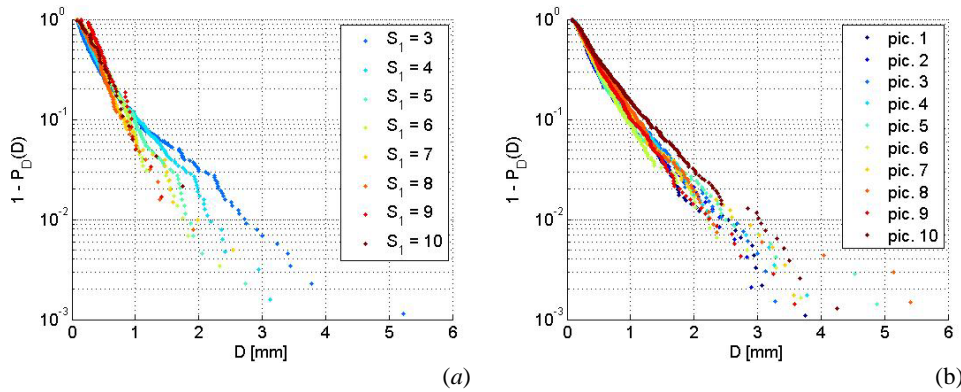 10^0
10^-1
10^-2
10^-3
1 - P_D(D)
0 1 2 3 4 5 6
D [mm]
S_1 = 3
S_1 = 4
S_1 = 5
S_1 = 6
S_1 = 7
S_1 = 8
S_1 = 9
S_1 = 10
(a)
10^0
10^-1
10^-2
10^-3
1 - P_D(D)
0 1 2 3 4 5 6
D [mm]
pic. 1
pic. 2
pic. 3
pic. 4
pic. 5
pic. 6
pic. 7
pic. 8
pic. 9
pic. 10
(b)